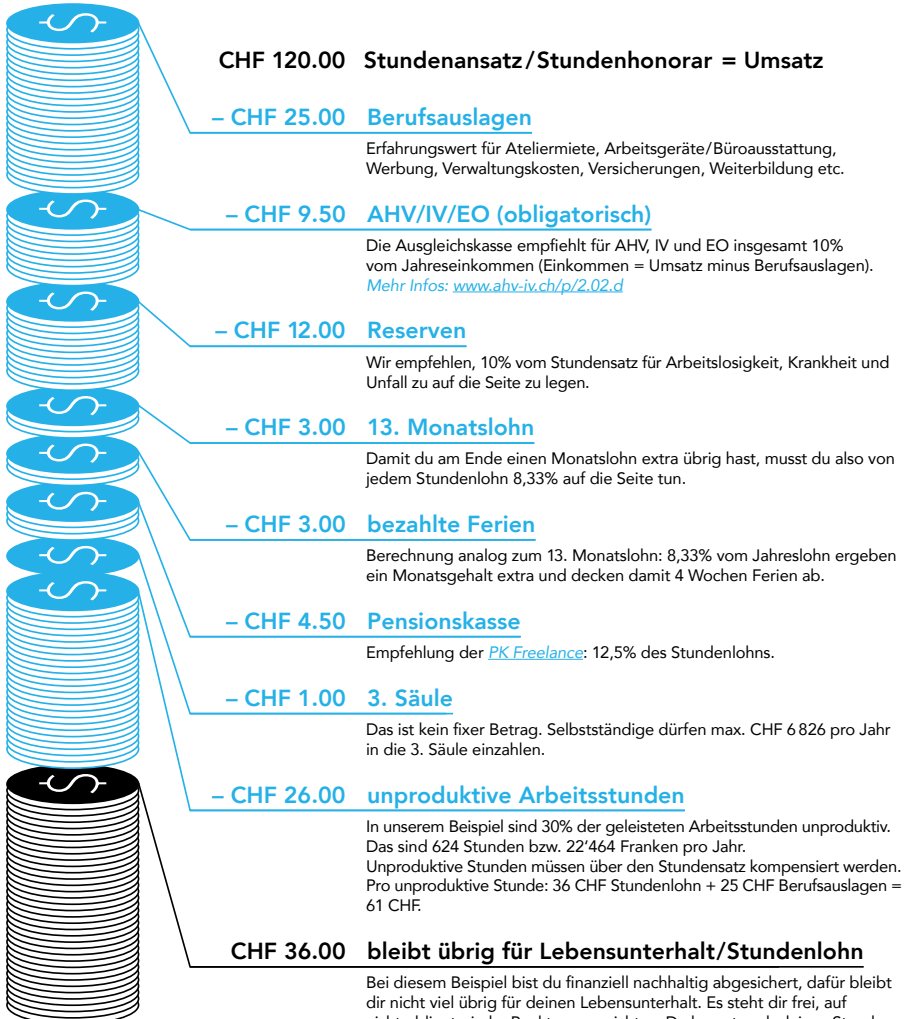 CHF 120.00 Stundenansatz/Stundenhonorar = Umsatz
– CHF 25.00 Berufsauslagen
Erfahrungswert für Ateliermiete, Arbeitsgeräte/Büroausstattung,
Werbung, Verwaltungskosten, Versicherungen, Weiterbildung etc.
– CHF 9.50 AHV/IV/EO (obligatorisch)
Die Ausgleichskasse empfiehlt für AHV, IV und EO insgesamt 10%
vom Jahreseinkommen (Einkommen = Umsatz minus Berufsauslagen).
Mehr Infos: www.ahv-iv.ch/p/2.02.d
– CHF 12.00 Reserven
Wir empfehlen, 10% vom Stundensatz für Arbeitslosigkeit, Krankheit und
Unfall zu auf die Seite zu legen.
– CHF 3.00 13. Monatslohn
Damit du am Ende einen Monatslohn extra übrig hast, musst du also von
jedem Stundenlohn 8,33% auf die Seite tun.
– CHF 3.00 bezahlte Ferien
Berechnung analog zum 13. Monatslohn: 8,33% vom Jahreslohn ergeben
ein Monatsgehalt extra und decken damit 4 Wochen Ferien ab.
– CHF 4.50 Pensionskasse
Empfehlung der PK Freelance: 12,5% des Stundenlohns.
– CHF 1.00 3. Säule
Das ist kein fixer Betrag. Selbstständige dürfen max. CHF 6 826 pro Jahr
in die 3. Säule einzahlen.
– CHF 26.00 unproduktive Arbeitsstunden
In unserem Beispiel sind 30% der geleisteten Arbeitsstunden unproduktiv.
Das sind 624 Stunden bzw. 22’464 Franken pro Jahr.
Unproduktive Stunden müssen über den Stundensatz kompensiert werden.
Pro unproduktive Stunde: 36 CHF Stundenlohn + 25 CHF Berufsauslagen =
61 CHF.
CHF 36.00 bleibt übrig für Lebensunterhalt/Stundenlohn
Bei diesem Beispiel bist du finanziell nachhaltig abgesichert, dafür bleibt
dir nicht viel übrig für deinen Lebensunterhalt. Es steht dir frei, auf